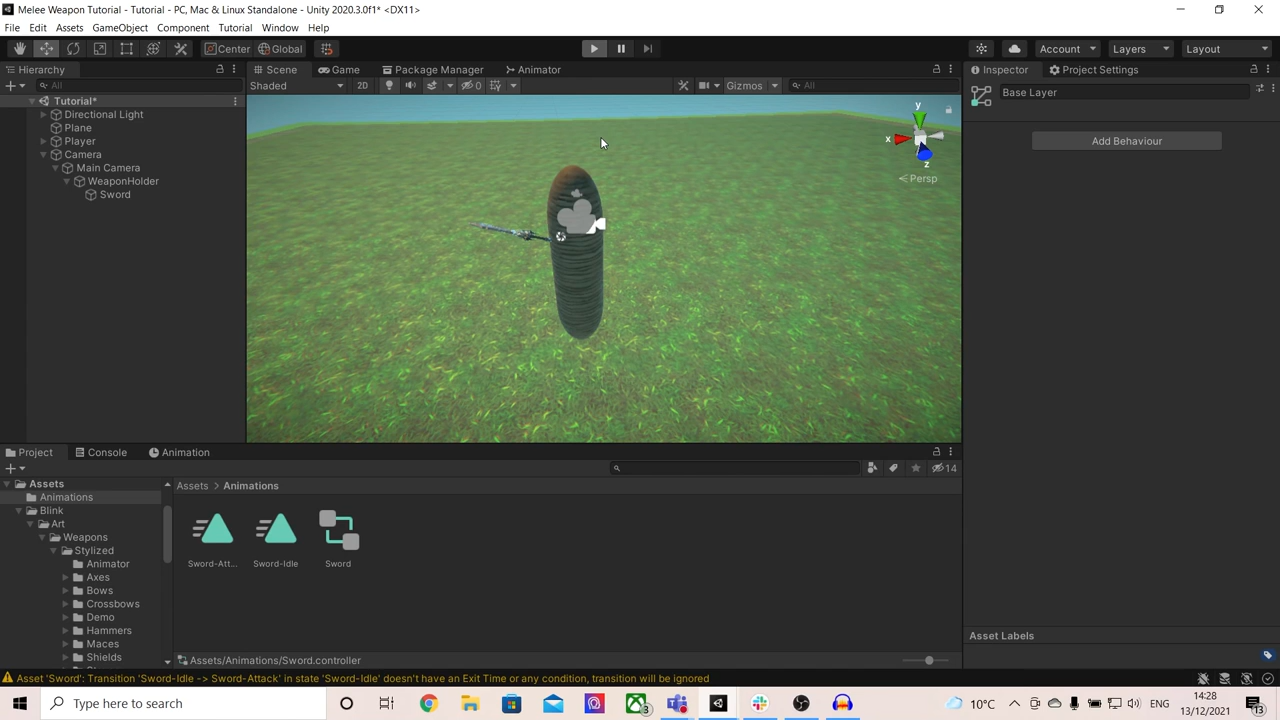 Melee Weapon Tutorial - Tutorial - PC, Mac & Linux Standalone - Unity 2020.3.0f1* <DX11>
File Edit Assets GameObject Component Tutorial Window Help
Center Global Account Layers Layout
Hierarchy Scene Game Package Manager Animator Inspector Project Settings
All Shaded 2D 0 Gizmos All
Base Layer
Tutorial*
Directional Light
Plane
Player
Camera
Main Camera
WeaponHolder
Sword
y
x
z
Persp
Add Behaviour
Project Console Animation
14
Assets
Animations
Blink
Art
Weapons
Stylized
Animator
Axes
Bows
Crossbows
Demo
Hammers
Maces
Shields
Assets > Animations
Sword-Att... Sword-Idle Sword
Assets/Animations/Sword.controller
Asset Labels
Asset 'Sword': Transition 'Sword-Idle -> Sword-Attack' in state 'Sword-Idle' doesn't have an Exit Time or any condition, transition will be ignored
Type here to search
3
10°C
ENG
14:28
13/12/2021
13